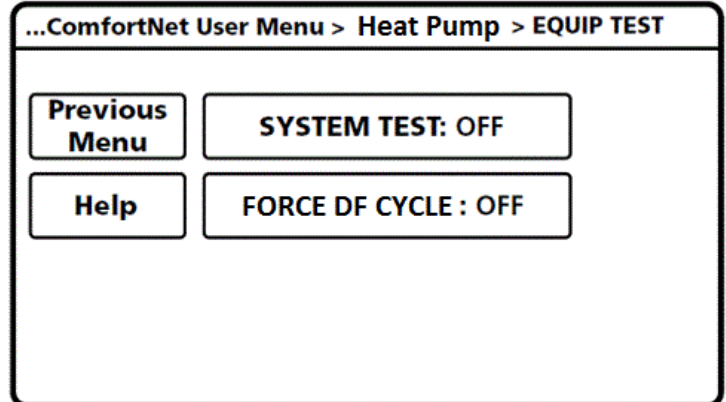 ...ComfortNet User Menu > Heat Pump > EQUIP TEST
Previous
Menu
SYSTEM TEST: OFF
Help
FORCE DF CYCLE : OFF